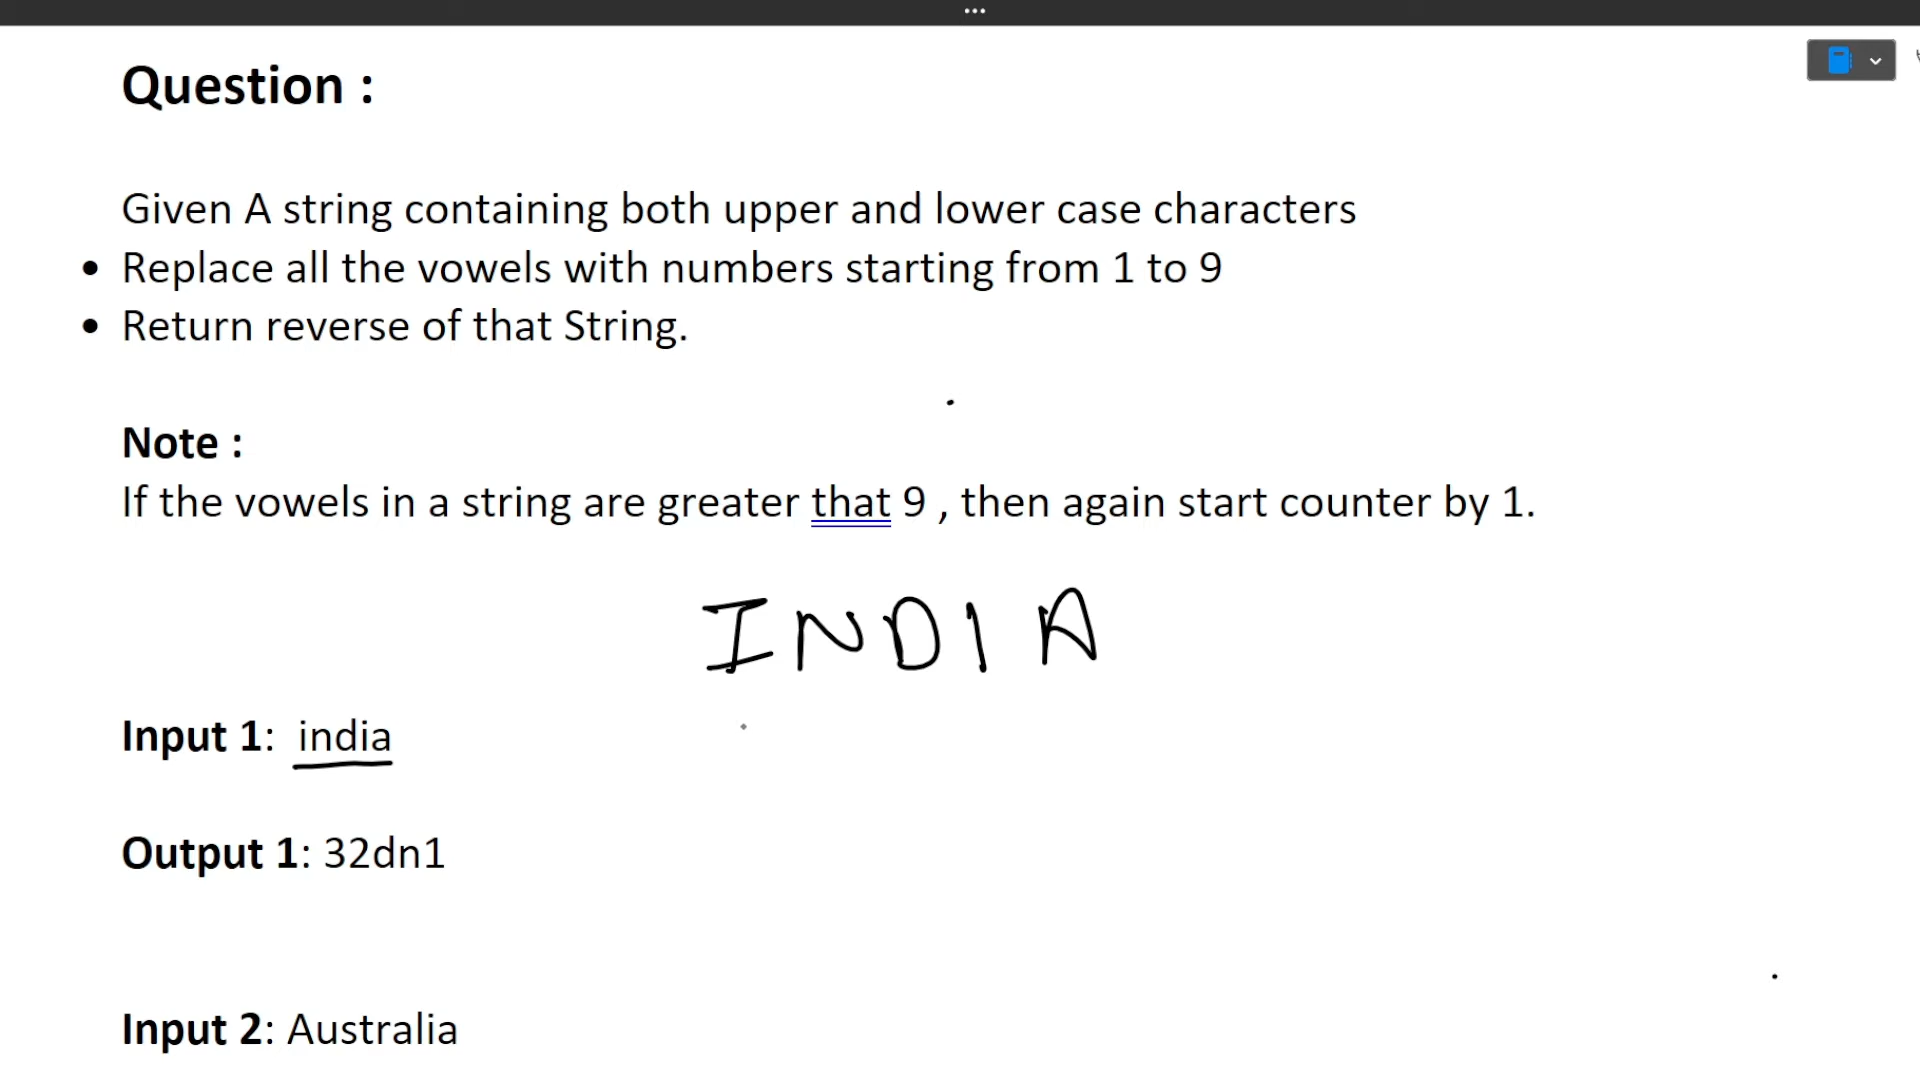 Question :
Given A string containing both upper and lower case characters
• Replace all the vowels with numbers starting from 1 to 9
• Return reverse of that String.
Note :
If the vowels in a string are greater that 9 , then again start counter by 1.
INDIA
Input 1: india
Output 1: 32dn1
Input 2: Australia